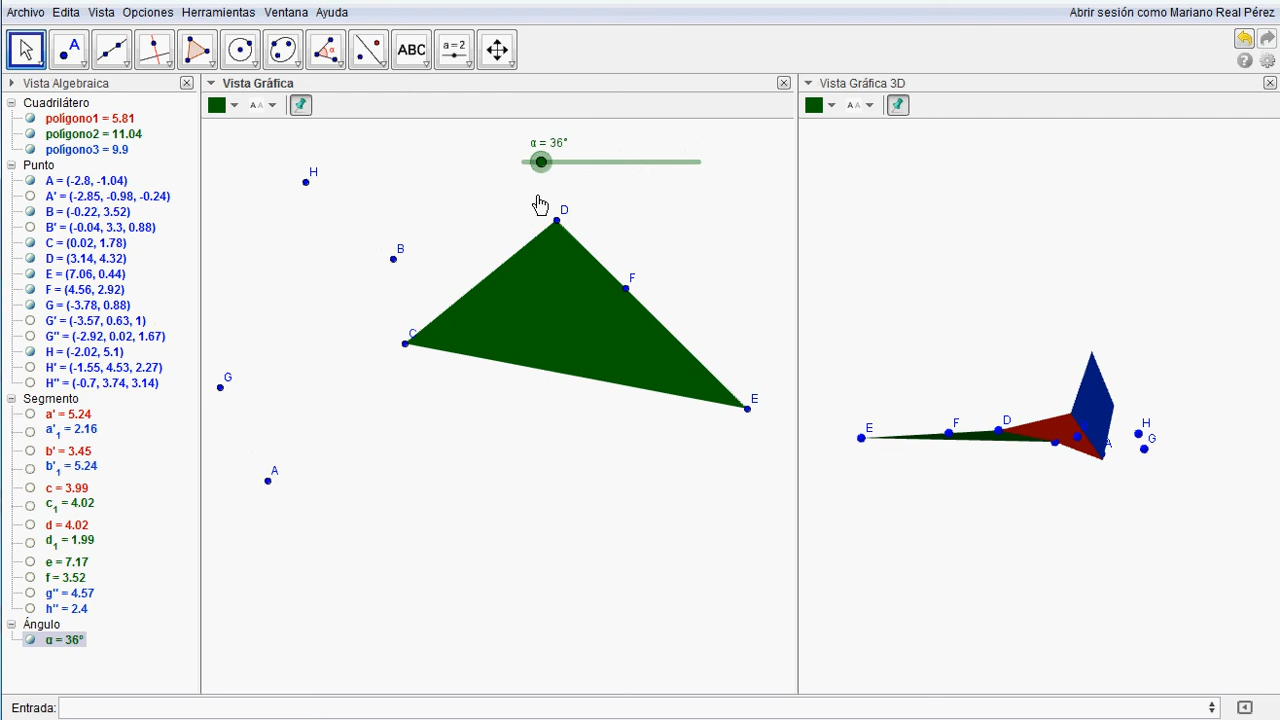 Archivo Edita Vista Opciones Herramientas Ventana Ayuda Abrir sesión como Mariano Real Pérez
A α ABC a=2
Vista Algebraica
Cuadrilátero
polígono1 = 5.81
polígono2 = 11.04
polígono3 = 9.9
Punto
A = (-2.8, -1.04)
A' = (-2.85, -0.98, -0.24)
B = (-0.22, 3.52)
B' = (-0.04, 3.3, 0.88)
C = (0.02, 1.78)
D = (3.14, 4.32)
E = (7.06, 0.44)
F = (4.56, 2.92)
G = (-3.78, 0.88)
G' = (-3.57, 0.63, 1)
G'' = (-2.92, 0.02, 1.67)
H = (-2.02, 5.1)
H' = (-1.55, 4.53, 2.27)
H'' = (-0.7, 3.74, 3.14)
Segmento
a' = 5.24
a'₁ = 2.16
b' = 3.45
b'₁ = 5.24
c = 3.99
c₁ = 4.02
d = 4.02
d₁ = 1.99
e = 7.17
f = 3.52
g'' = 4.57
h'' = 2.4
Ángulo
α = 36°
Vista Gráfica
A A
α = 36°
H
D
B
F
C
G
E
A
Vista Gráfica 3D
A A
E
F
D
H
G
A
Entrada: